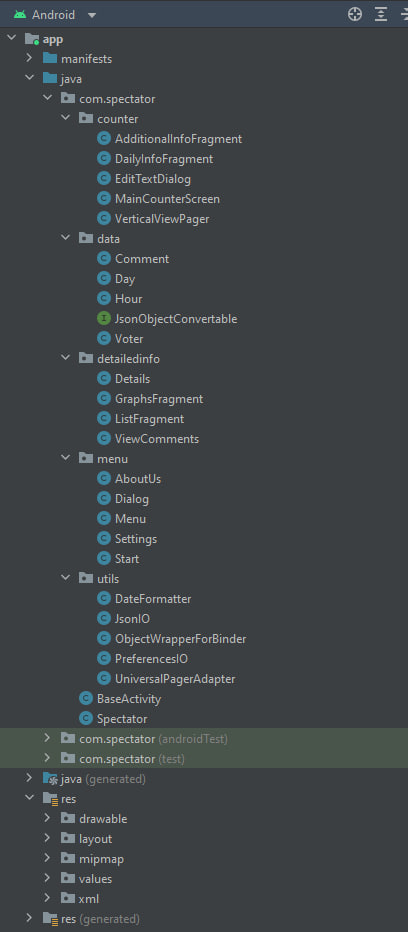 Android
app
manifests
java
com.spectator
counter
C AdditionalInfoFragment
C DailyInfoFragment
C EditTextDialog
C MainCounterScreen
C VerticalViewPager
data
C Comment
C Day
C Hour
I JsonObjectConvertable
C Voter
detailedinfo
C Details
C GraphsFragment
C ListFragment
C ViewComments
menu
C AboutUs
C Dialog
C Menu
C Settings
C Start
utils
C DateFormatter
C JsonIO
C ObjectWrapperForBinder
C PreferencesIO
C UniversalPagerAdapter
C BaseActivity
C Spectator
com.spectator (androidTest)
com.spectator (test)
java (generated)
res
drawable
layout
mipmap
values
xml
res (generated)